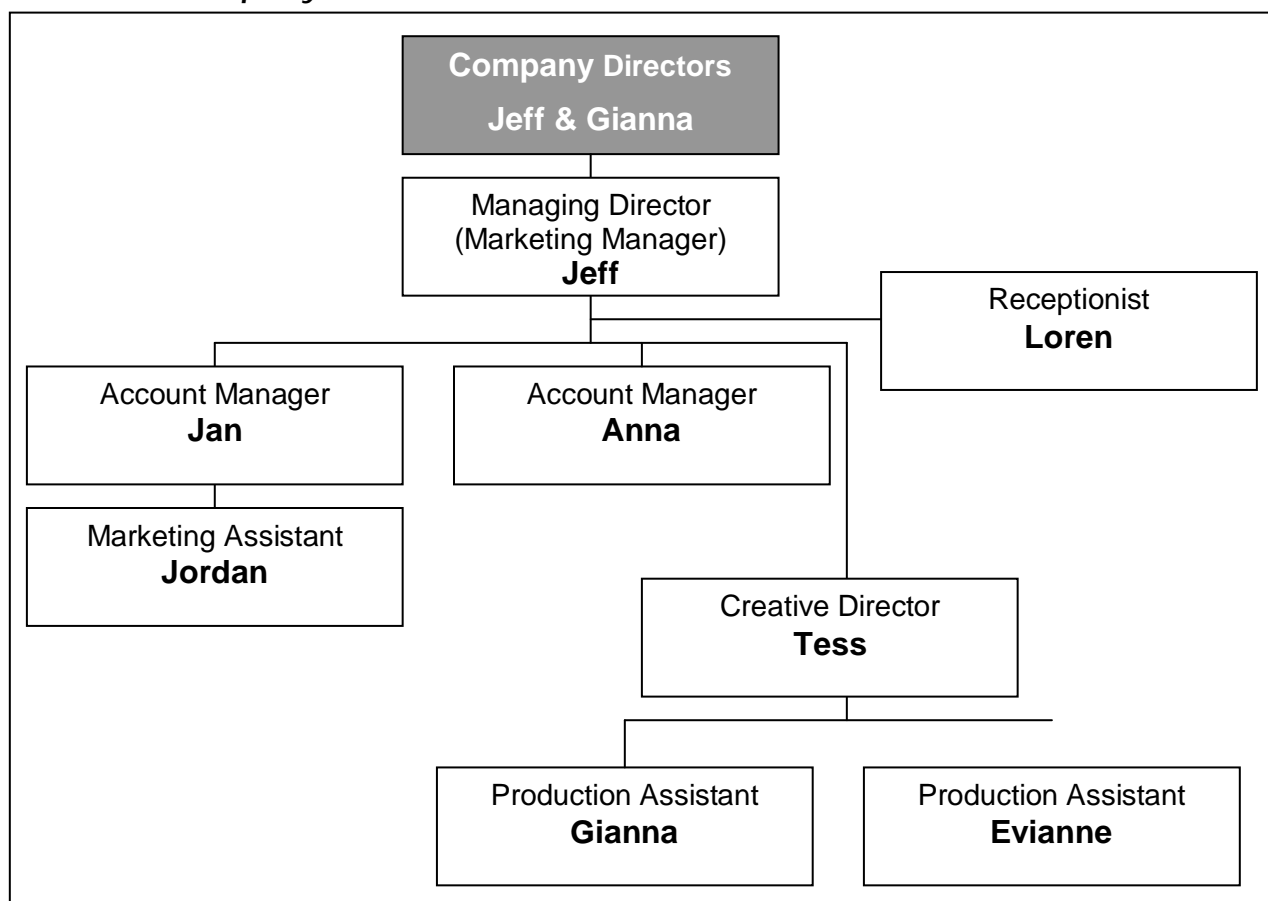 Company Directors
Jeff & Gianna
Managing Director
(Marketing Manager)
Jeff
Receptionist
Loren
Account Manager
Jan
Account Manager
Anna
Marketing Assistant
Jordan
Creative Director
Tess
Production Assistant
Gianna
Production Assistant
Evianne